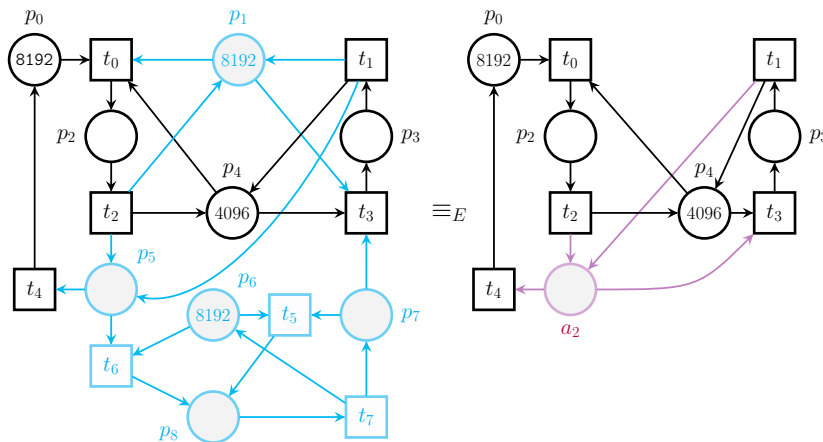 p₀ p₁ p₀
8192 t₀ 8192 t₁ 8192 t₀ t₁
p₂ p₄ p₃ p₂ p₄ p₃
t₂ 4096 t₃ ≡_E t₂ 4096 t₃
p₅ p₆
t₄ 8192 t₅ p₇ t₄ a₂
t₆
p₈ t₇